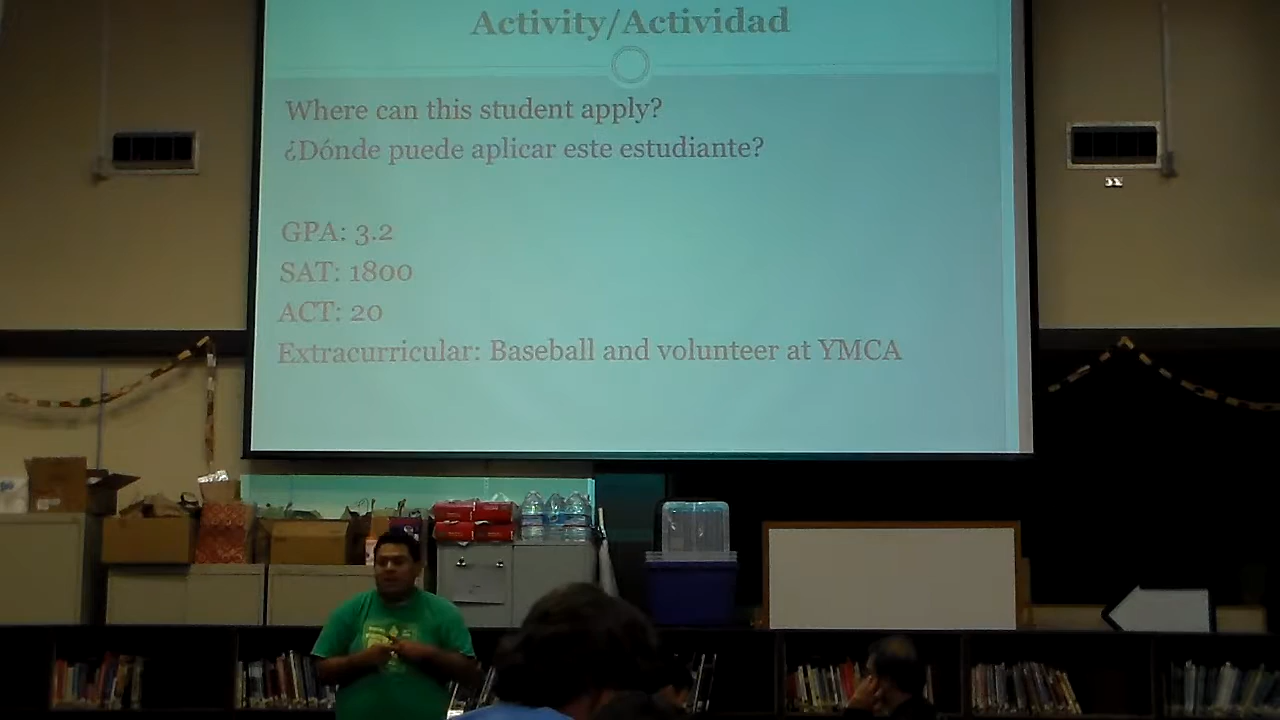 Activity/Actividad
Where can this student apply?
¿Dónde puede aplicar este estudiante?
GPA: 3.2
SAT: 1800
ACT: 20
Extracurricular: Baseball and volunteer at YMCA